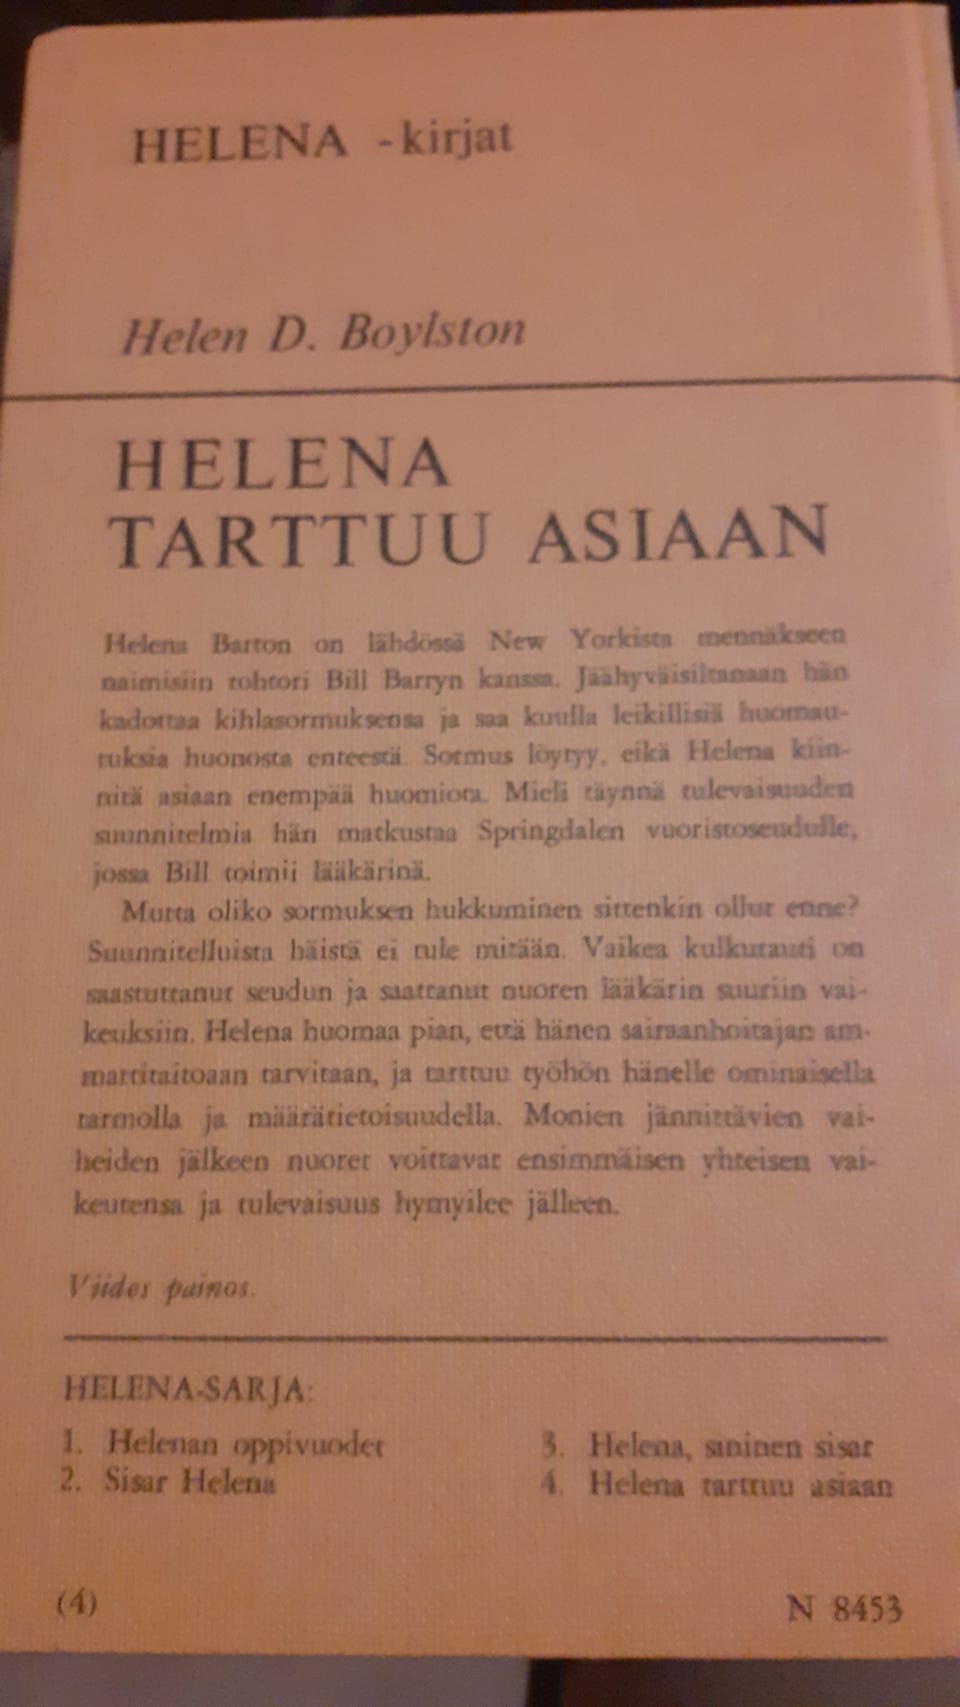 HELENA -kirjat
Helen D. Boylston
HELENA
TARTTUU ASIAAN
Helena Barton on lähdössä New Yorkista mennäkseen
naimisiin tohtori Bill Barryn kanssa. Jäähyväisiltanaan hän
kadottaa kihlasormuksensa ja saa kuulla leikillisiä huomau-
tuksia huonosta enteestä. Sormus löytyy, eikä Helena kiin-
nitä asiaan enempää huomiota. Mieli täynnä tulevaisuuden
suunnitelmia hän matkustaa Springdalen vuoristoseudulle,
jossa Bill toimii lääkärinä.
Mutta oliko sormuksen hukkuminen sittenkin ollut enne?
Suunnitelluista häistä ei tule mitään. Vaikea kulkutauti on
saastuttanut seudun ja saattanut nuoren lääkärin suuriin vai-
keuksiin. Helena huomaa pian, että hänen sairaanhoitajan am-
mattitaitoaan tarvitaan, ja tarttuu työhön hänelle ominaisella
tarmolla ja määrätietoisuudella. Monien jännittävien vai-
heiden jälkeen nuoret voittavat ensimmäisen yhteisen vai-
keutensa ja tulevaisuus hymyilee jälleen.
Viides painos.
HELENA-SARJA:
1. Helenan oppivuodet
2. Sisar Helena
3. Helena, sininen sisar
4. Helena tarttuu asiaan
(4)
N 8453